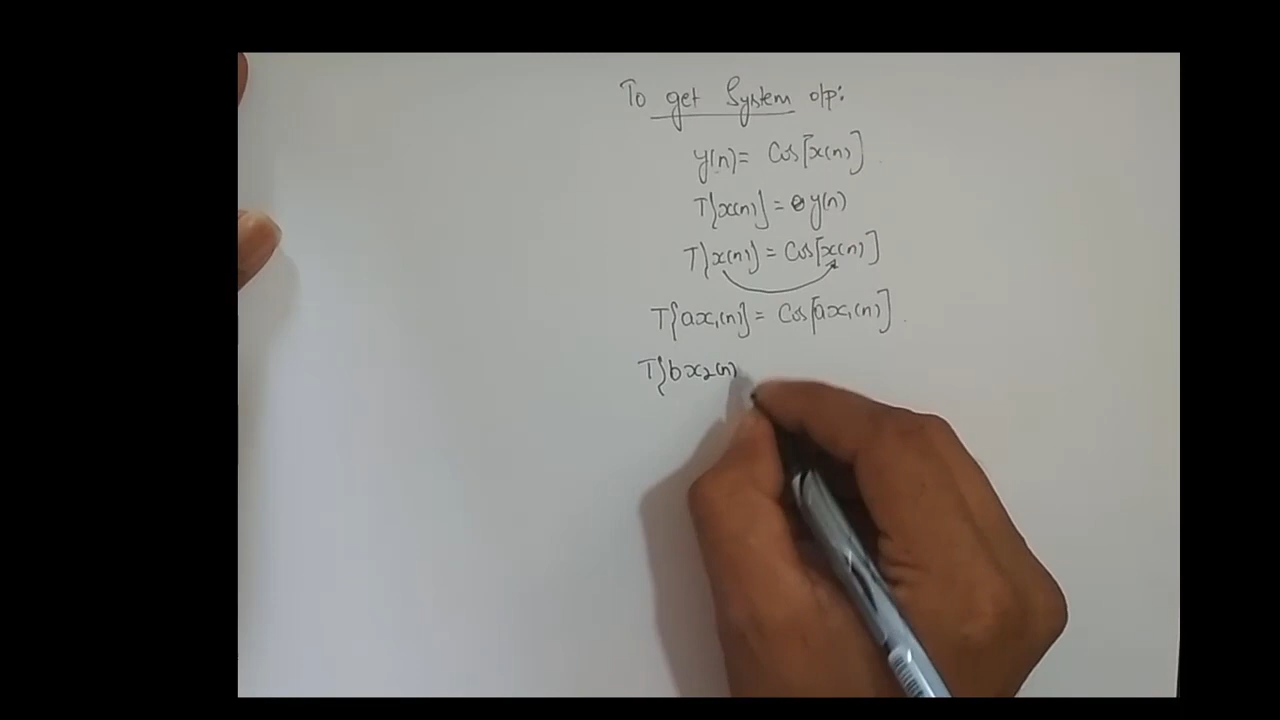 To get System o/p:
y(n) = Cos[x(n)]
T{x(n)} = y(n)
T{x(n)} = Cos[x(n)]
T{ax₁(n)} = Cos[ax₁(n)]
T{bx₂(n)